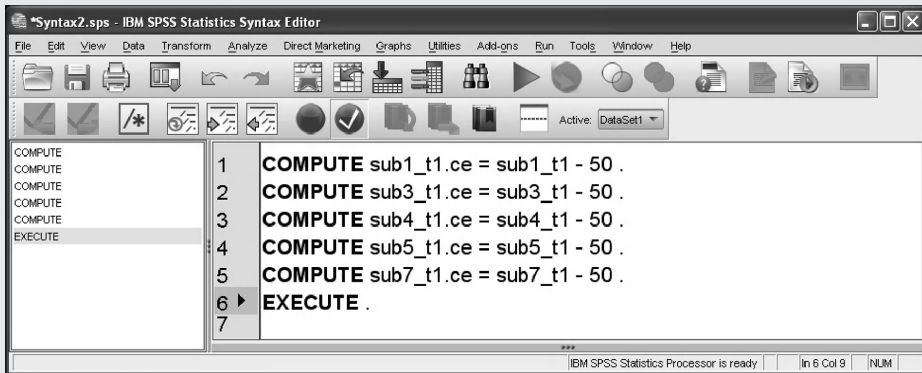 *Syntax2.sps - IBM SPSS Statistics Syntax Editor
File Edit View Data Transform Analyze Direct Marketing Graphs Utilities Add-ons Run Tools Window Help
Active: DataSet1
COMPUTE
COMPUTE
COMPUTE
COMPUTE
COMPUTE
EXECUTE
1 COMPUTE sub1_t1.ce = sub1_t1 - 50 .
2 COMPUTE sub3_t1.ce = sub3_t1 - 50 .
3 COMPUTE sub4_t1.ce = sub4_t1 - 50 .
4 COMPUTE sub5_t1.ce = sub5_t1 - 50 .
5 COMPUTE sub7_t1.ce = sub7_t1 - 50 .
6 EXECUTE .
7
IBM SPSS Statistics Processor is ready In 6 Col 9 NUM